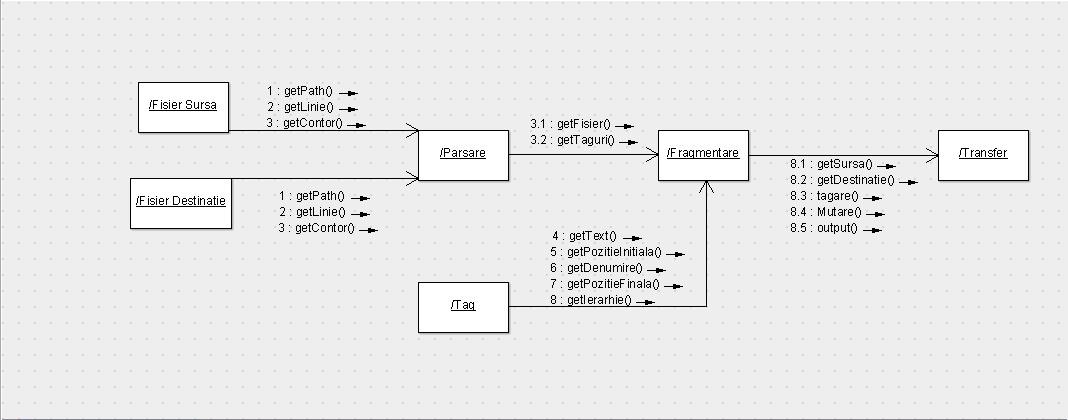 /Fisier Sursa
1 : getPath()
2 : getLinie()
3 : getContor()
/Fisier Destinatie
1 : getPath()
2 : getLinie()
3 : getContor()
/Parsare
3.1 : getFisier()
3.2 : getTaguri()
/Fragmentare
/Tag
4 : getText()
5 : getPozitieInitiala()
6 : getDenumire()
7 : getPozitieFinala()
8 : getIerarhie()
8.1 : getSursa()
8.2 : getDestinatie()
8.3 : tagare()
8.4 : Mutare()
8.5 : output()
/Transfer